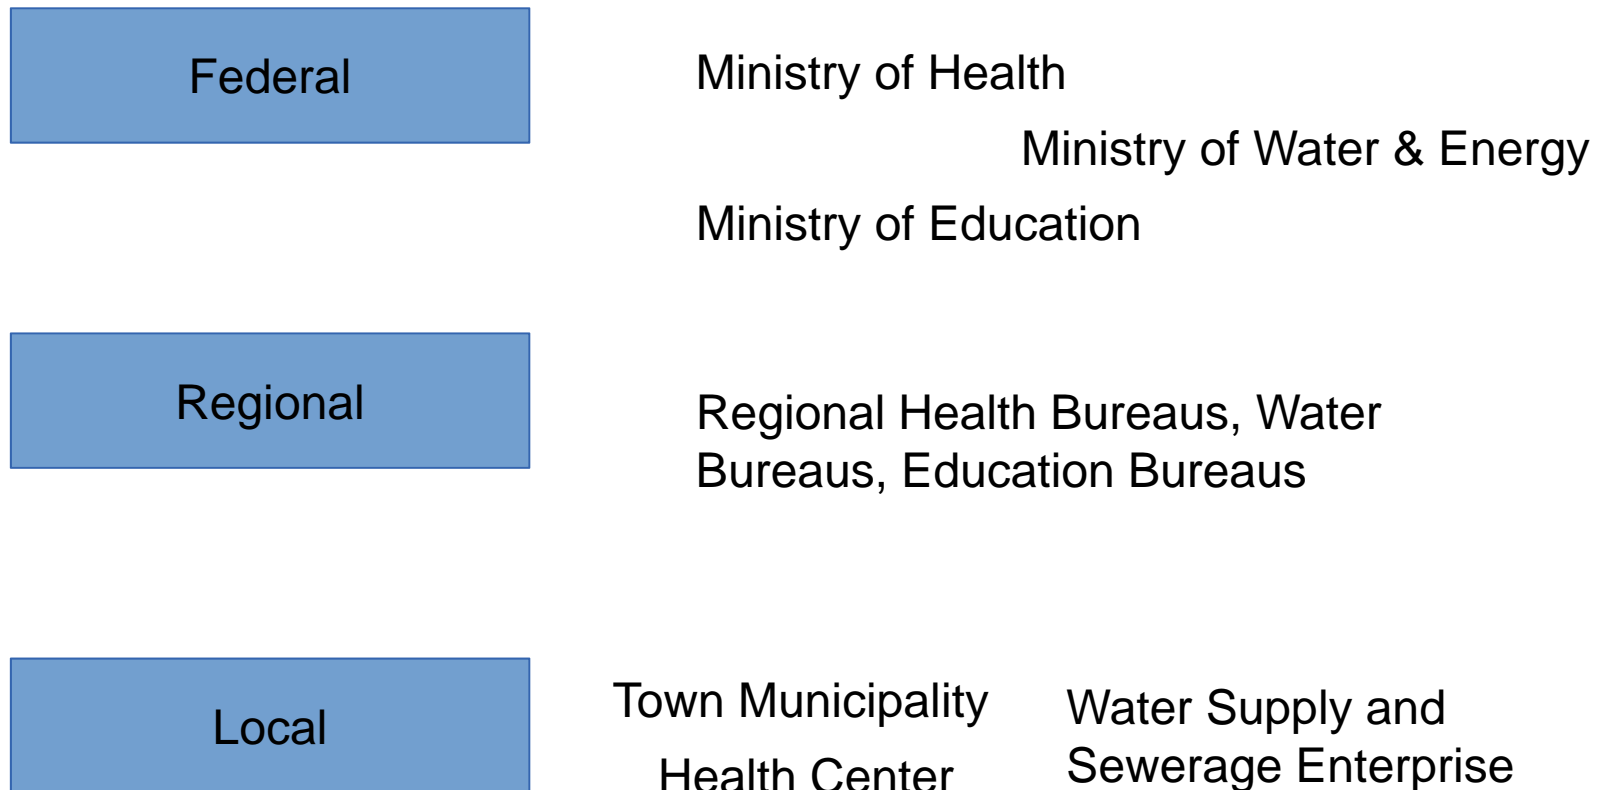 Federal
Ministry of Health
Ministry of Water & Energy
Ministry of Education
Regional
Regional Health Bureaus, Water
Bureaus, Education Bureaus
Local
Town Municipality
Health Center
Water Supply and
Sewerage Enterprise